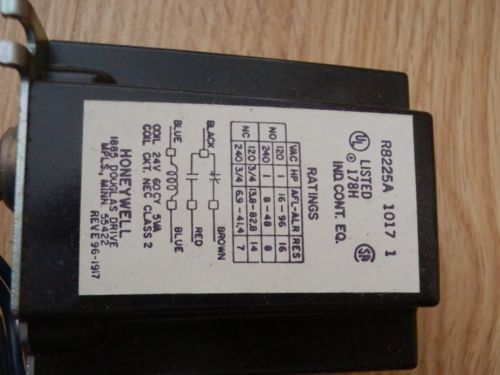 R8225A 1017 1
UL LISTED
178H
IND. CONT. EQ.
SA
RATINGS
VAC HP AFL-ALR RES
NO 120 1 16-96 16
240 1 8-48 8
NC 120 3/4 13.8-82.8 14
240 3/4 6.9-41.4 7
BLACK BROWN
RED
BLUE BLUE
COIL 24V 60CY 5VA
COIL CKT. NEC CLASS 2
HONEYWELL
1885 DOUGLAS DRIVE
MPLS., MINN. 55422
REV E 96-1917